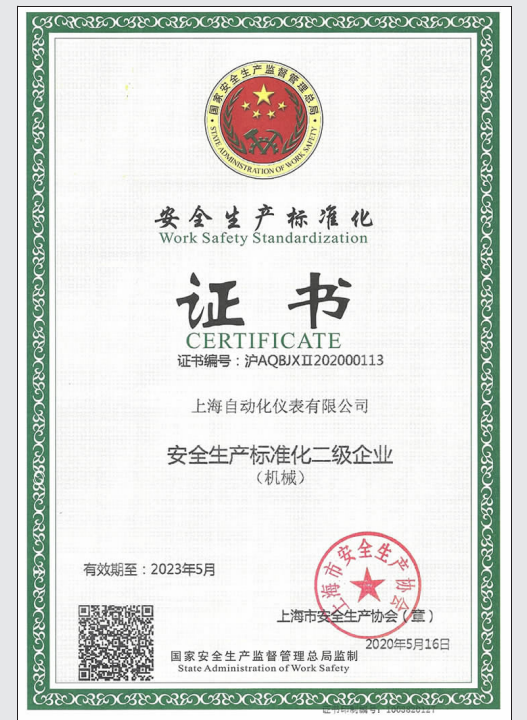 国家安全生产监督管理总局
STATE ADMINISTRATION OF WORK SAFETY
安全生产标准化
Work Safety Standardization
证书
CERTIFICATE
证书编号：沪AQBJXⅡ202000113
上海自动化仪表有限公司
安全生产标准化二级企业
（机械）
有效期至：2023年5月
上海市安全生产协会
上海市安全生产协会（章）
2020年5月16日
国家安全生产监督管理总局监制
State Administration of Work Safety